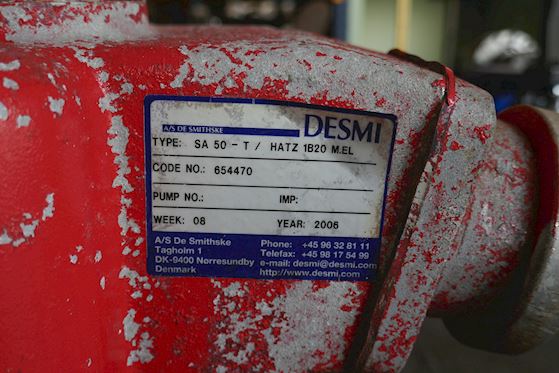 A/S DE SMITHSKE DESMI
TYPE: SA 50 - T / HATZ 1B20 M.EL
CODE NO.: 654470
PUMP NO.: IMP:
WEEK: 08 YEAR: 2006
A/S De Smithske Phone: +45 96 32 81 11
Tagholm 1 Telefax: +45 98 17 54 99
DK-9400 Nørresundby e-mail: desmi@desmi.com
Denmark http://www.desmi.com